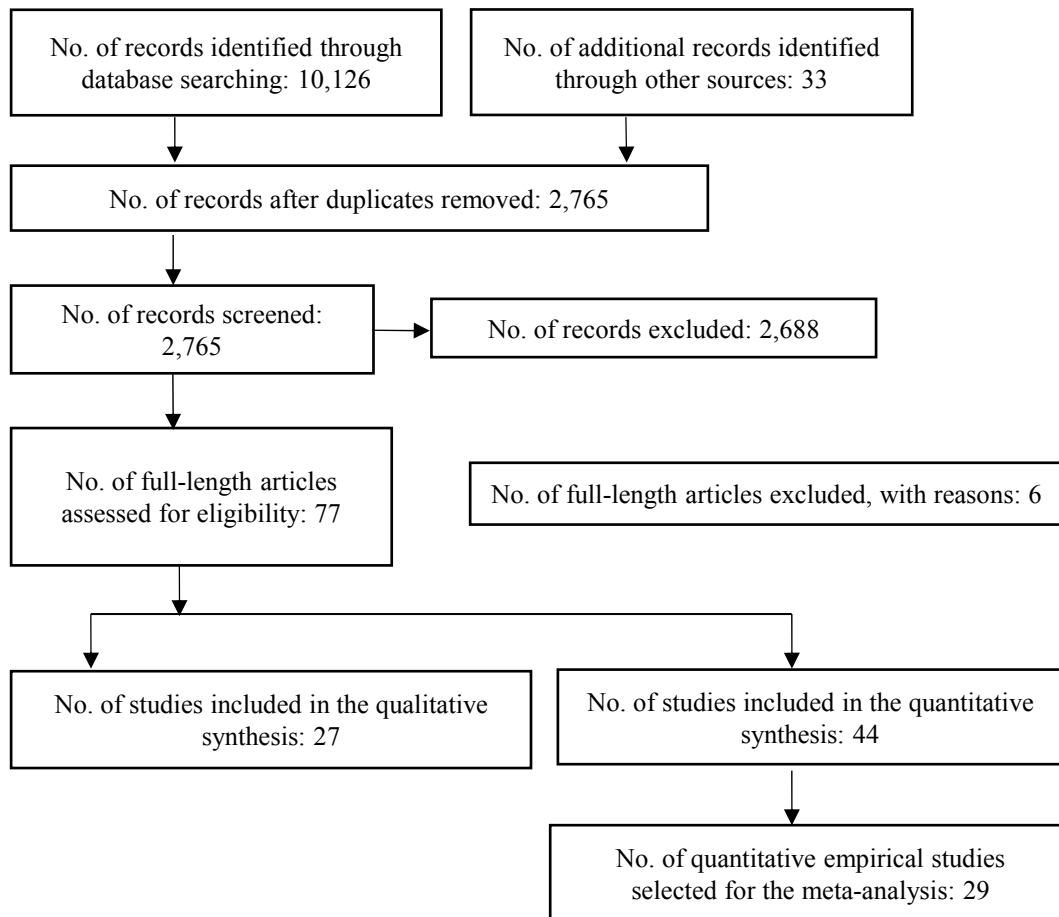 No. of records identified through
database searching: 10,126
No. of additional records identified
through other sources: 33
No. of records after duplicates removed: 2,765
No. of records screened:
2,765
No. of records excluded: 2,688
No. of full-length articles
assessed for eligibility: 77
No. of full-length articles excluded, with reasons: 6
No. of studies included in the qualitative
synthesis: 27
No. of studies included in the quantitative
synthesis: 44
No. of quantitative empirical studies
selected for the meta-analysis: 29